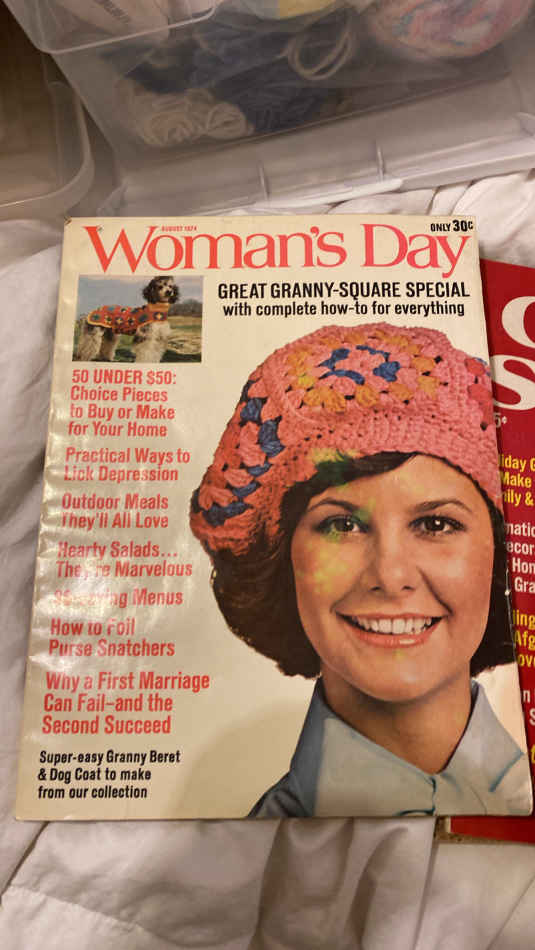 AUGUST 1974
ONLY 30¢
Woman's Day
GREAT GRANNY-SQUARE SPECIAL
with complete how-to for everything
50 UNDER $50:
Choice Pieces
to Buy or Make
for Your Home
Practical Ways to
Lick Depression
Outdoor Meals
They'll All Love
Hearty Salads...
They're Marvelous
Menus
How to Foil
Purse Snatchers
Why a First Marriage
Can Fail–and the
Second Succeed
Super-easy Granny Beret
& Dog Coat to make
from our collection
5¢
Make